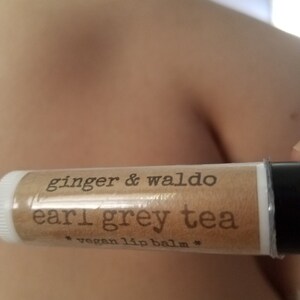 ginger & waldo
earl grey tea
* vegan lip balm *